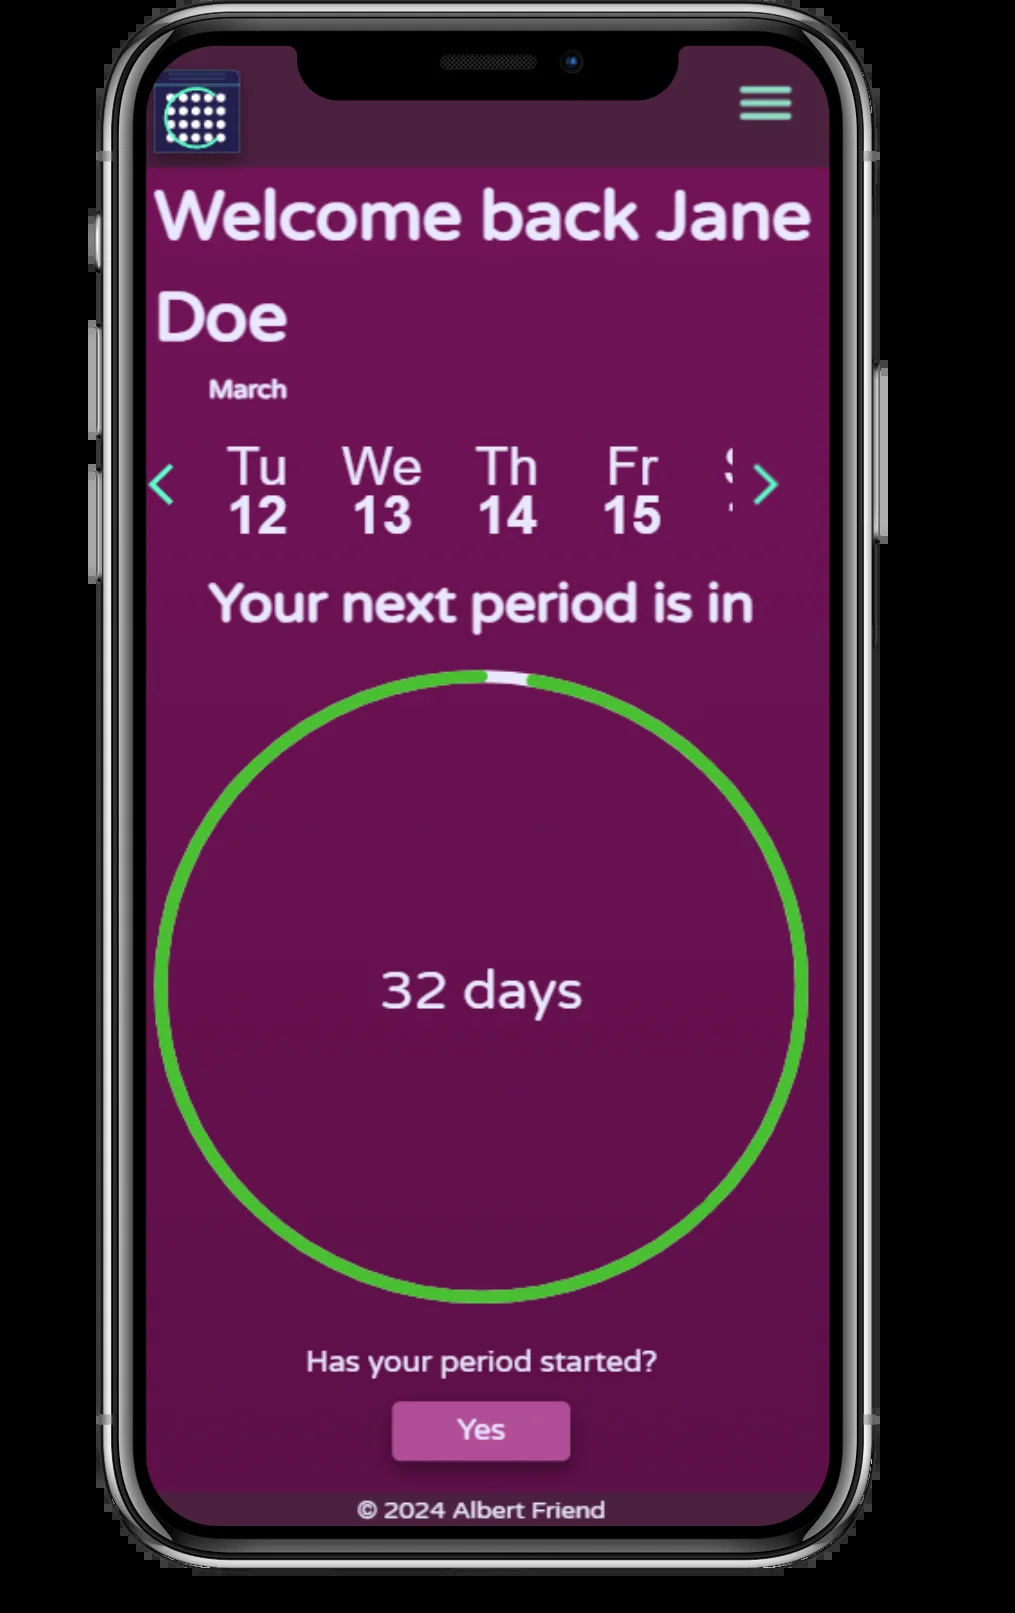 Welcome back Jane
Doe
March
Tu We Th Fr
12 13 14 15
Your next period is in
32 days
Has your period started?
Yes
© 2024 Albert Friend